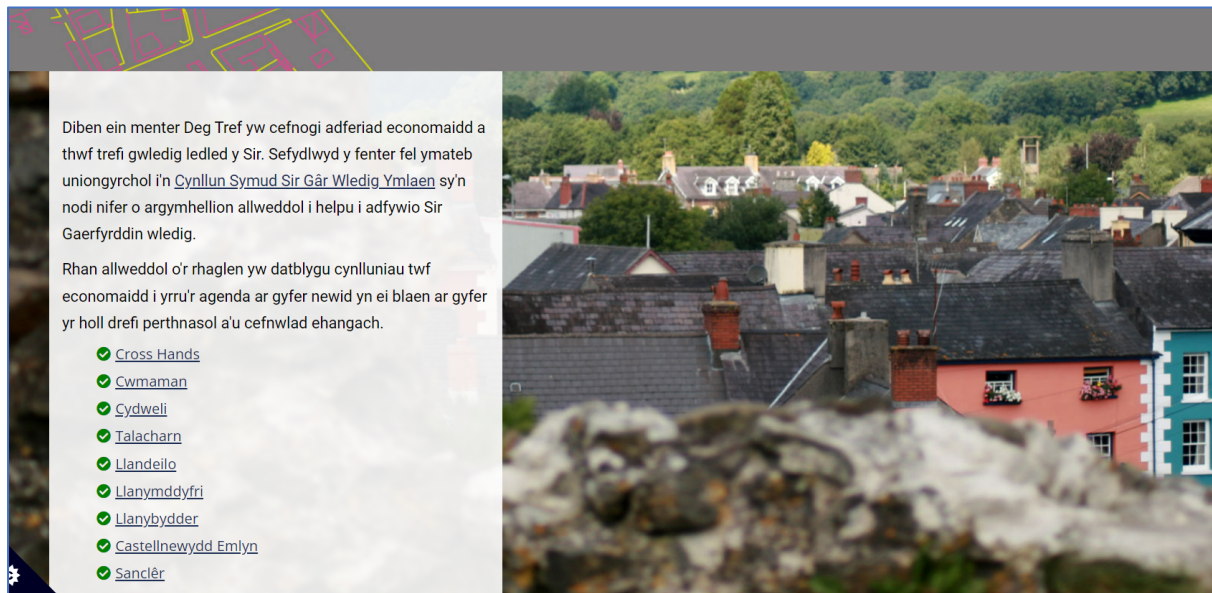 Diben ein menter Deg Tref yw cefnogi adferiad economaidd a
thwf trefi gwledig ledled y Sir. Sefydlwyd y fenter fel ymateb
uniongyrchol i'n Cynllun Symud Sir Gâr Wledig Ymlaen sy'n
nodi nifer o argymhellion allweddol i helpu i adfywio Sir
Gaerfyrddin wledig.
Rhan allweddol o'r rhaglen yw datblygu cynlluniau twf
economaidd i yrru'r agenda ar gyfer newid yn ei blaen ar gyfer
yr holl drefi perthnasol a'u cefnwlad ehangach.
Cross Hands
Cwmaman
Cydweli
Talacharn
Llandeilo
Llanymddyfri
Llanybydder
Castellnewydd Emlyn
Sanclêr